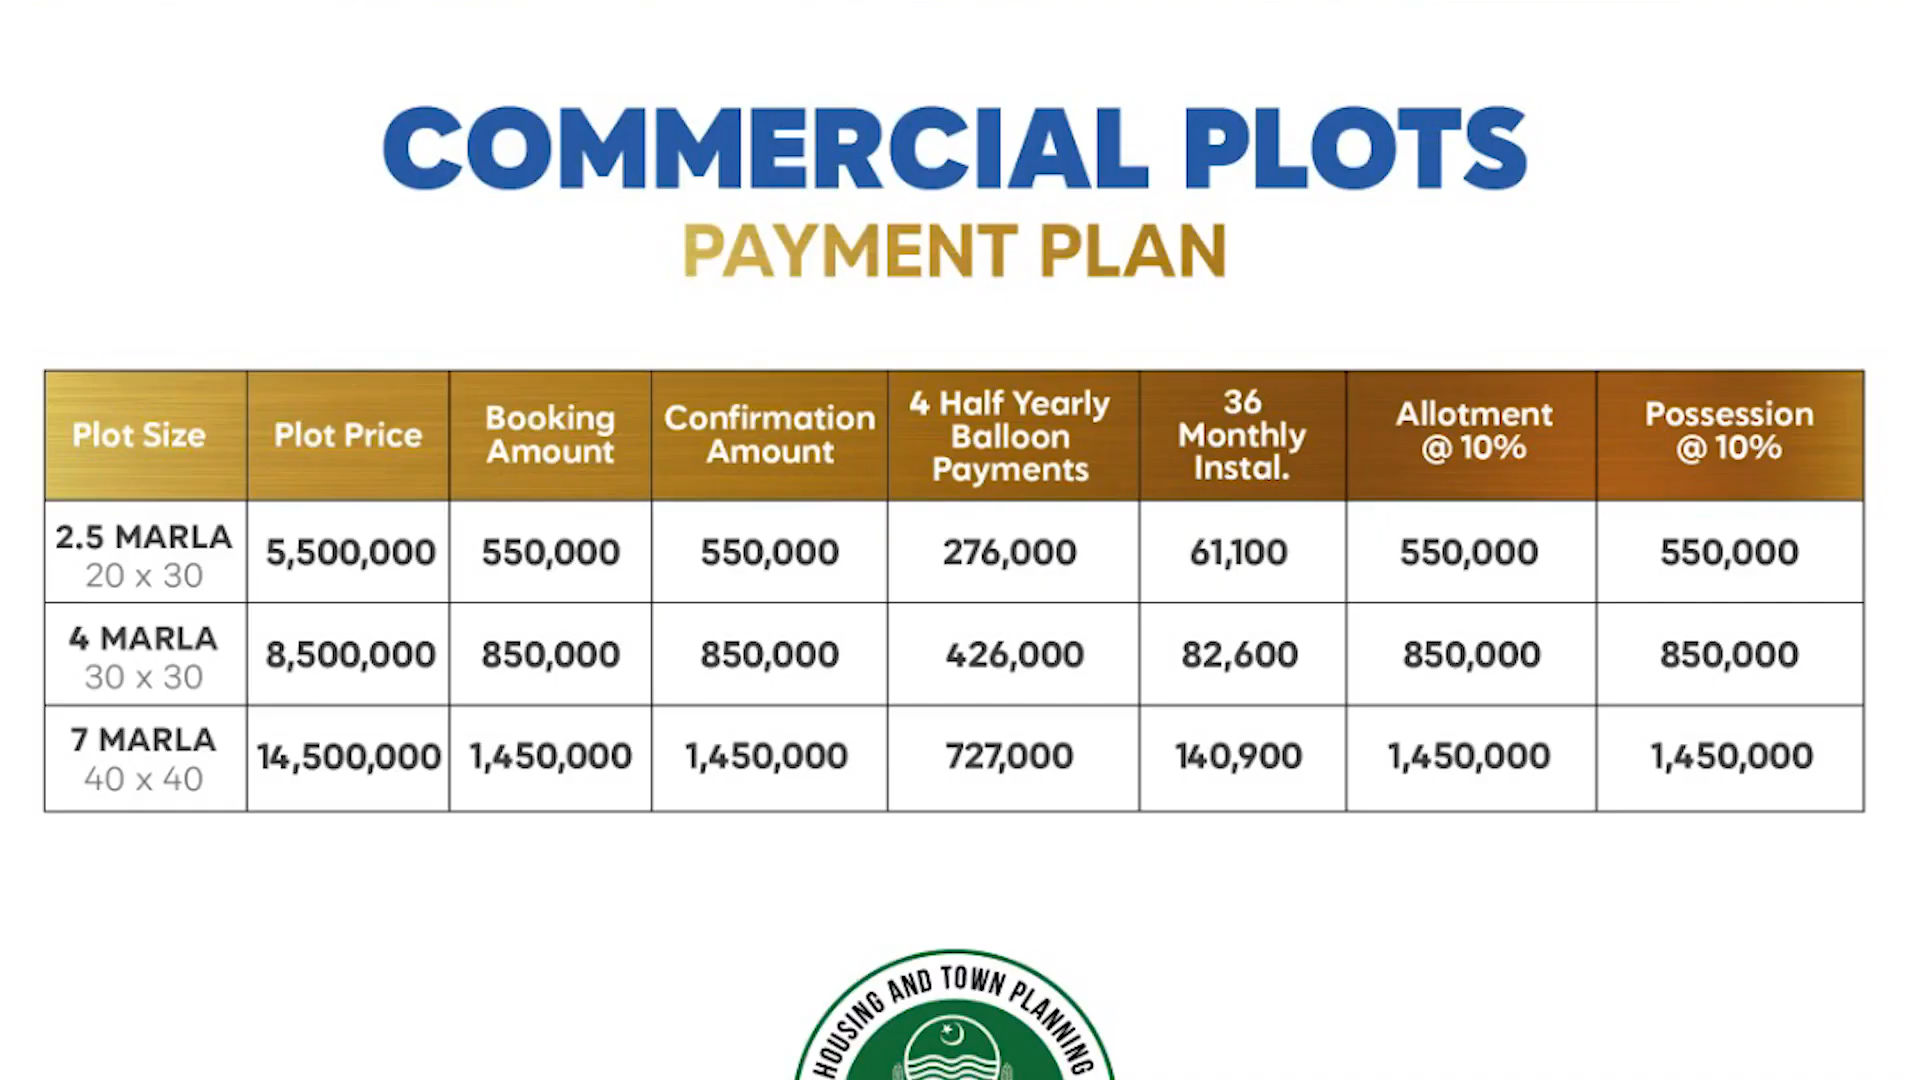 COMMERCIAL PLOTS
PAYMENT PLAN
Plot Size
Plot Price
Booking
Amount
Confirmation
Amount
4 Half Yearly
Balloon
Payments
36
Monthly
Instal.
Allotment
@ 10%
Possession
@ 10%
2.5 MARLA
20 x 30
5,500,000
550,000
550,000
276,000
61,100
550,000
550,000
4 MARLA
30 x 30
8,500,000
850,000
850,000
426,000
82,600
850,000
850,000
7 MARLA
40 x 40
14,500,000
1,450,000
1,450,000
727,000
140,900
1,450,000
1,450,000
HOUSING AND TOWN PLANNING